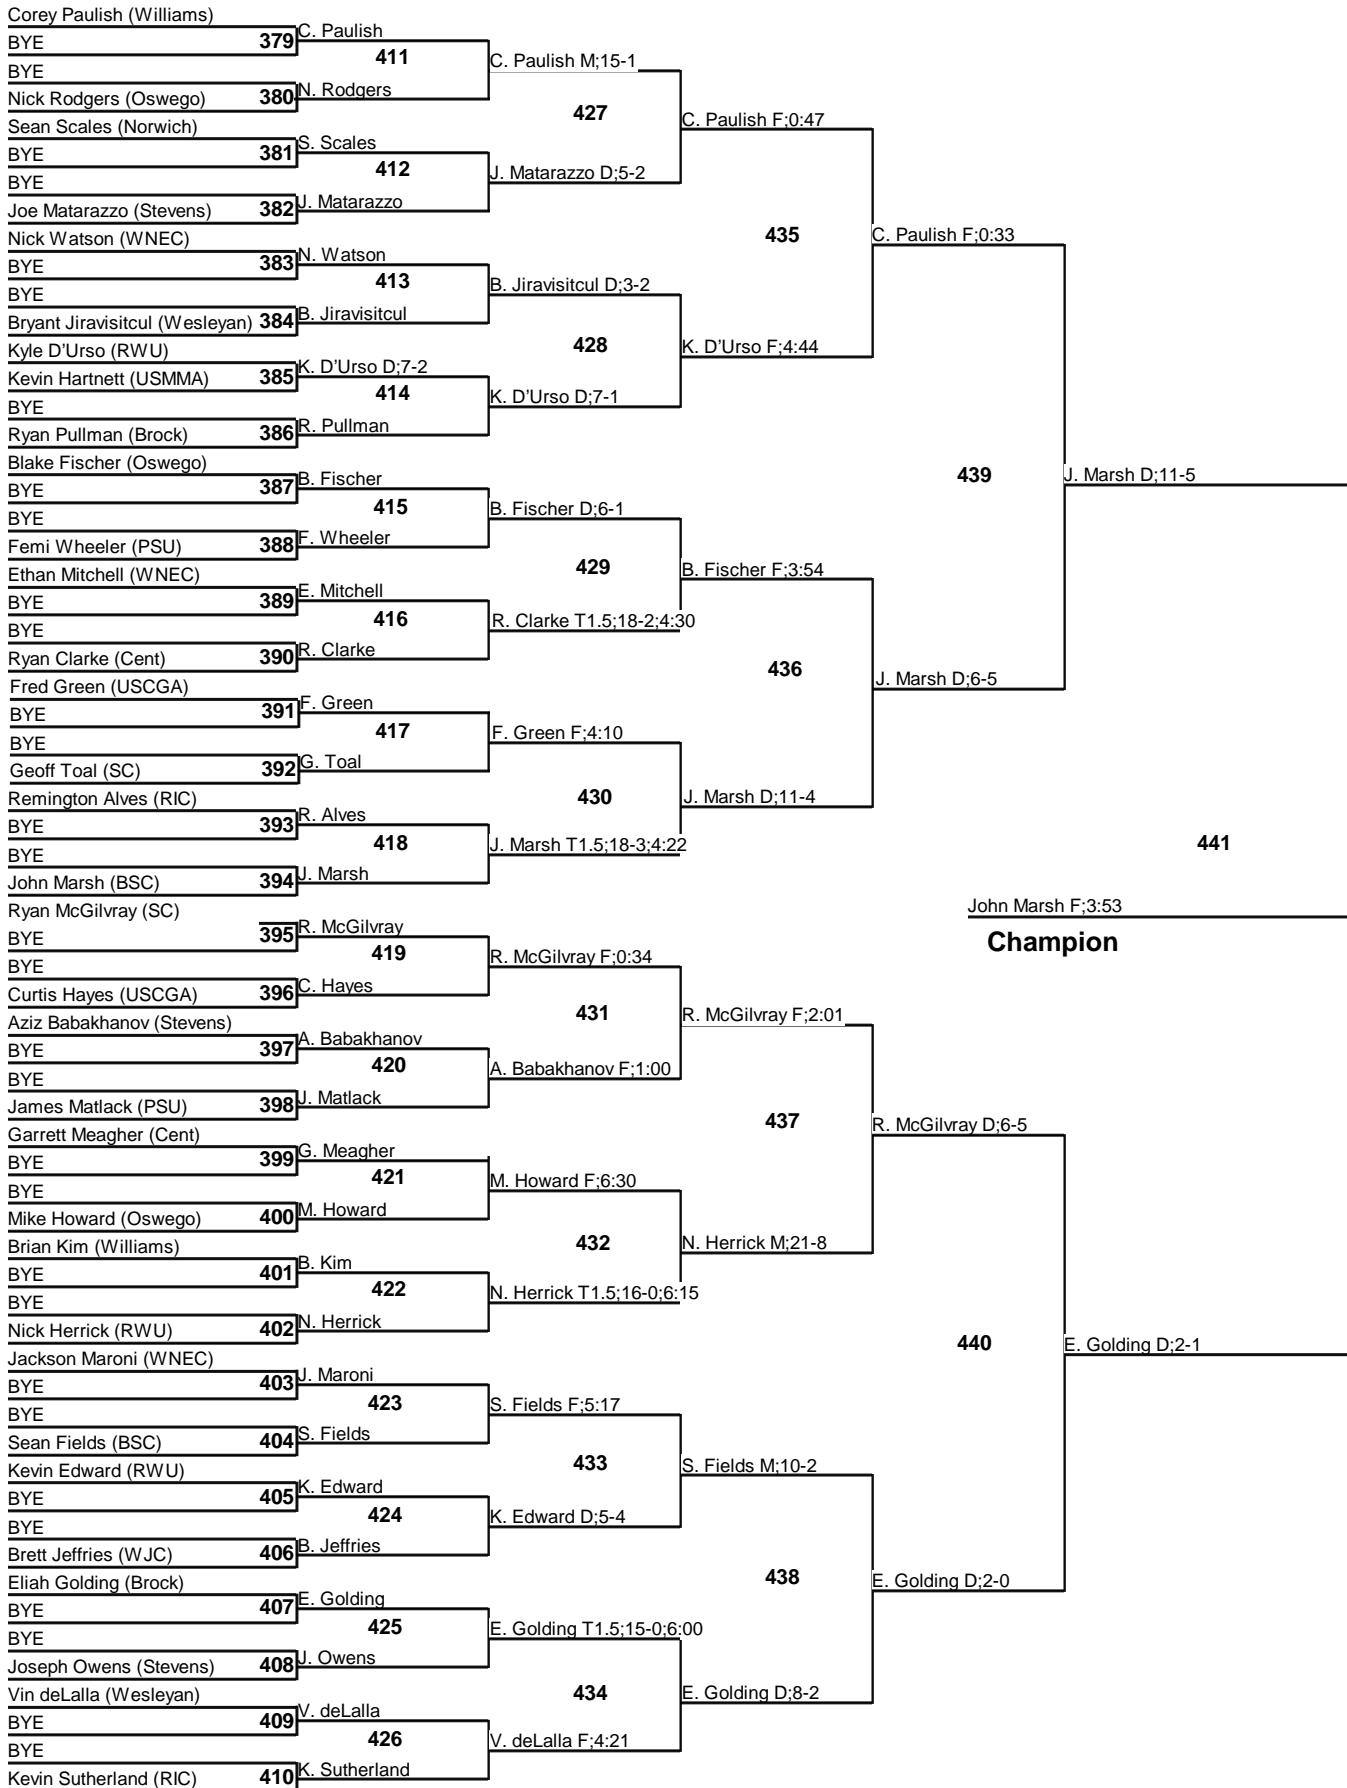 Corey Paulish (Williams)
BYE
379
C. Paulish
411
BYE
Nick Rodgers (Oswego)
380
N. Rodgers
C. Paulish M;15-1
427
Sean Scales (Norwich)
BYE
381
S. Scales
412
BYE
Joe Matarazzo (Stevens)
382
J. Matarazzo
J. Matarazzo D;5-2
C. Paulish F;0:47
435
Nick Watson (WNEC)
BYE
383
N. Watson
413
BYE
Bryant Jiravisitcul (Wesleyan)
384
B. Jiravisitcul
B. Jiravisitcul D;3-2
428
Kyle D'Urso (RWU)
Kevin Hartnett (USMMA)
385
K. D'Urso D;7-2
414
BYE
Ryan Pullman (Brock)
386
R. Pullman
K. D'Urso D;7-1
K. D'Urso F;4:44
C. Paulish F;0:33
439
Blake Fischer (Oswego)
BYE
387
B. Fischer
415
BYE
Femi Wheeler (PSU)
388
F. Wheeler
B. Fischer D;6-1
429
Ethan Mitchell (WNEC)
BYE
389
E. Mitchell
416
BYE
Ryan Clarke (Cent)
390
R. Clarke
R. Clarke T1.5;18-2;4:30
B. Fischer F;3:54
436
Fred Green (USCGA)
BYE
391
F. Green
417
BYE
Geoff Toal (SC)
392
G. Toal
F. Green F;4:10
430
Remington Alves (RIC)
BYE
393
R. Alves
418
BYE
John Marsh (BSC)
394
J. Marsh
J. Marsh T1.5;18-3;4:22
J. Marsh D;11-4
J. Marsh D;6-5
J. Marsh D;11-5
441
John Marsh F;3:53
Champion
Ryan McGilvray (SC)
BYE
395
R. McGilvray
419
BYE
Curtis Hayes (USCGA)
396
C. Hayes
R. McGilvray F;0:34
431
Aziz Babakhanov (Stevens)
BYE
397
A. Babakhanov
420
BYE
James Matlack (PSU)
398
J. Matlack
A. Babakhanov F;1:00
R. McGilvray F;2:01
437
Garrett Meagher (Cent)
BYE
399
G. Meagher
421
BYE
Mike Howard (Oswego)
400
M. Howard
M. Howard F;6:30
432
Brian Kim (Williams)
BYE
401
B. Kim
422
BYE
Nick Herrick (RWU)
402
N. Herrick
N. Herrick T1.5;16-0;6:15
N. Herrick M;21-8
R. McGilvray D;6-5
440
Jackson Maroni (WNEC)
BYE
403
J. Maroni
423
BYE
Sean Fields (BSC)
404
S. Fields
S. Fields F;5:17
433
Kevin Edward (RWU)
BYE
405
K. Edward
424
BYE
Brett Jeffries (WJC)
406
B. Jeffries
K. Edward D;5-4
S. Fields M;10-2
438
Eliah Golding (Brock)
BYE
407
E. Golding
425
BYE
Joseph Owens (Stevens)
408
J. Owens
E. Golding T1.5;15-0;6:00
434
Vin deLalla (Wesleyan)
BYE
409
V. deLalla
426
BYE
Kevin Sutherland (RIC)
410
K. Sutherland
V. deLalla F;4:21
E. Golding D;8-2
E. Golding D;2-0
E. Golding D;2-1